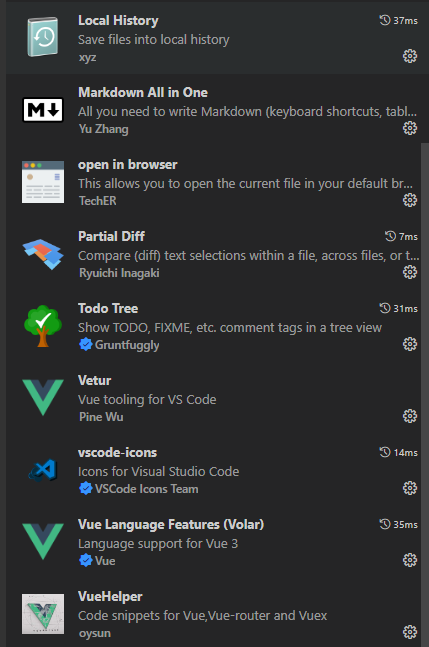 Local History 37ms
Save files into local history
xyz
Markdown All in One
All you need to write Markdown (keyboard shortcuts, tabl...
Yu Zhang
open in browser
This allows you to open the current file in your default br...
TechER
Partial Diff 7ms
Compare (diff) text selections within a file, across files, or t...
Ryuichi Inagaki
Todo Tree 31ms
Show TODO, FIXME, etc. comment tags in a tree view
Gruntfuggly
Vetur
Vue tooling for VS Code
Pine Wu
vscode-icons 14ms
Icons for Visual Studio Code
VSCode Icons Team
Vue Language Features (Volar) 35ms
Language support for Vue 3
Vue
VueHelper
Code snippets for Vue,Vue-router and Vuex
oysun